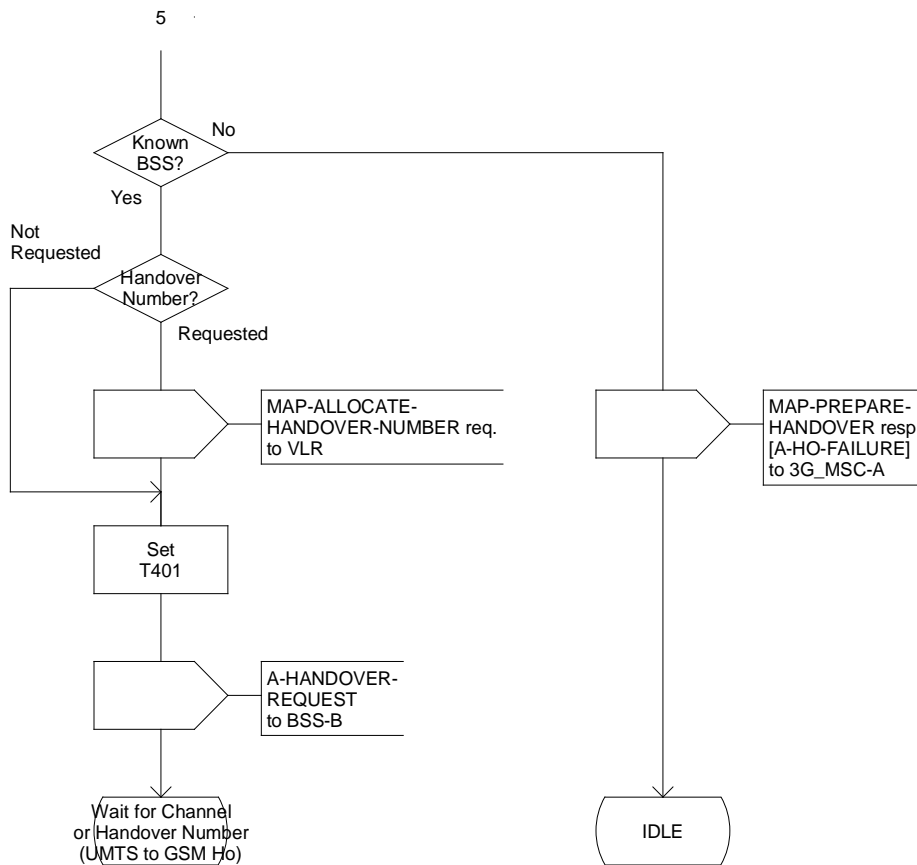 5
No
Known
BSS?
Yes
Not
Requested
Handover
Number?
Requested
MAP-ALLOCATE-
HANDOVER-NUMBER req.
to VLR
MAP-PREPARE-
HANDOVER resp
[A-HO-FAILURE]
to 3G_MSC-A
Set
T401
A-HANDOVER-
REQUEST
to BSS-B
Wait for Channel
or Handover Number
(UMTS to GSM Ho)
IDLE